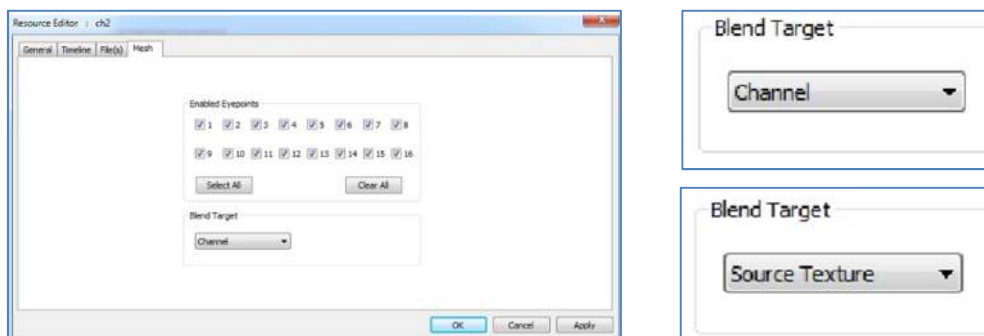 Resource Editor : ch2
General Timeline File(s) Mesh
Enabled Eyepoints
1 2 3 4 5 6 7 8
9 10 11 12 13 14 15 16
Select All Clear All
Blend Target
Channel
OK Cancel Apply
Blend Target
Channel
Blend Target
Source Texture